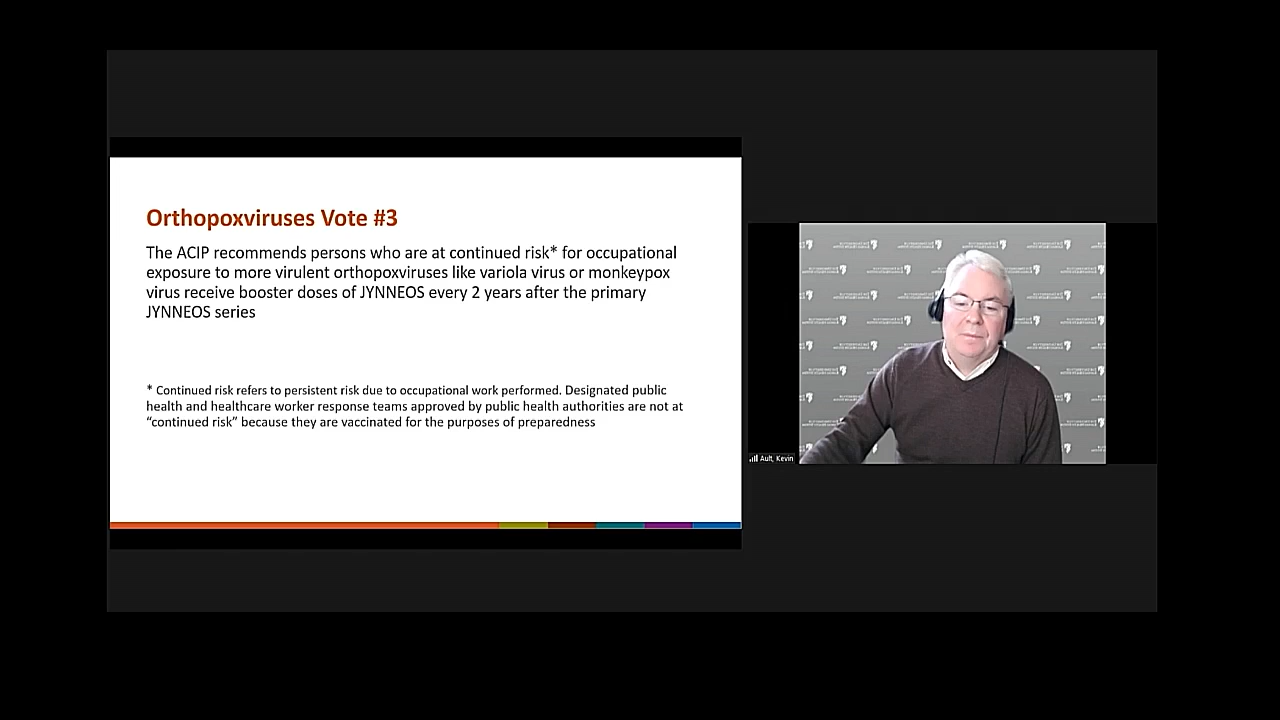 Orthopoxviruses Vote #3
The ACIP recommends persons who are at continued risk* for occupational
exposure to more virulent orthopoxviruses like variola virus or monkeypox
virus receive booster doses of JYNNEOS every 2 years after the primary
JYNNEOS series
* Continued risk refers to persistent risk due to occupational work performed. Designated public
health and healthcare worker response teams approved by public health authorities are not at
“continued risk” because they are vaccinated for the purposes of preparedness
Ault, Kevin